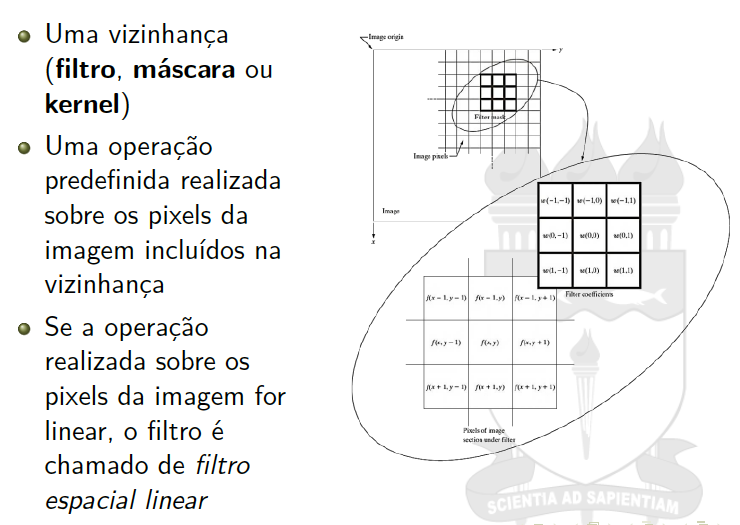 Uma vizinhança
(filtro, máscara ou
kernel)
Uma operação
predefinida realizada
sobre os pixels da
imagem incluídos na
vizinhança
Se a operação
realizada sobre os
pixels da imagem for
linear, o filtro é
chamado de filtro
espacial linear
Image origin
y
Filter mask
Image pixels
Image
x
w(−1,−1) w(−1,0) w(−1,1)
w(0,−1) w(0,0) w(0,1)
w(1,−1) w(1,0) w(1,1)
Filter coefficients
f(x − 1, y − 1) f(x − 1, y) f(x − 1, y + 1)
f(x, y − 1) f(x, y) f(x, y + 1)
f(x + 1, y − 1) f(x + 1, y) f(x + 1, y + 1)
Pixels of image
section under filter
SCIENTIA AD SAPIENTIAM